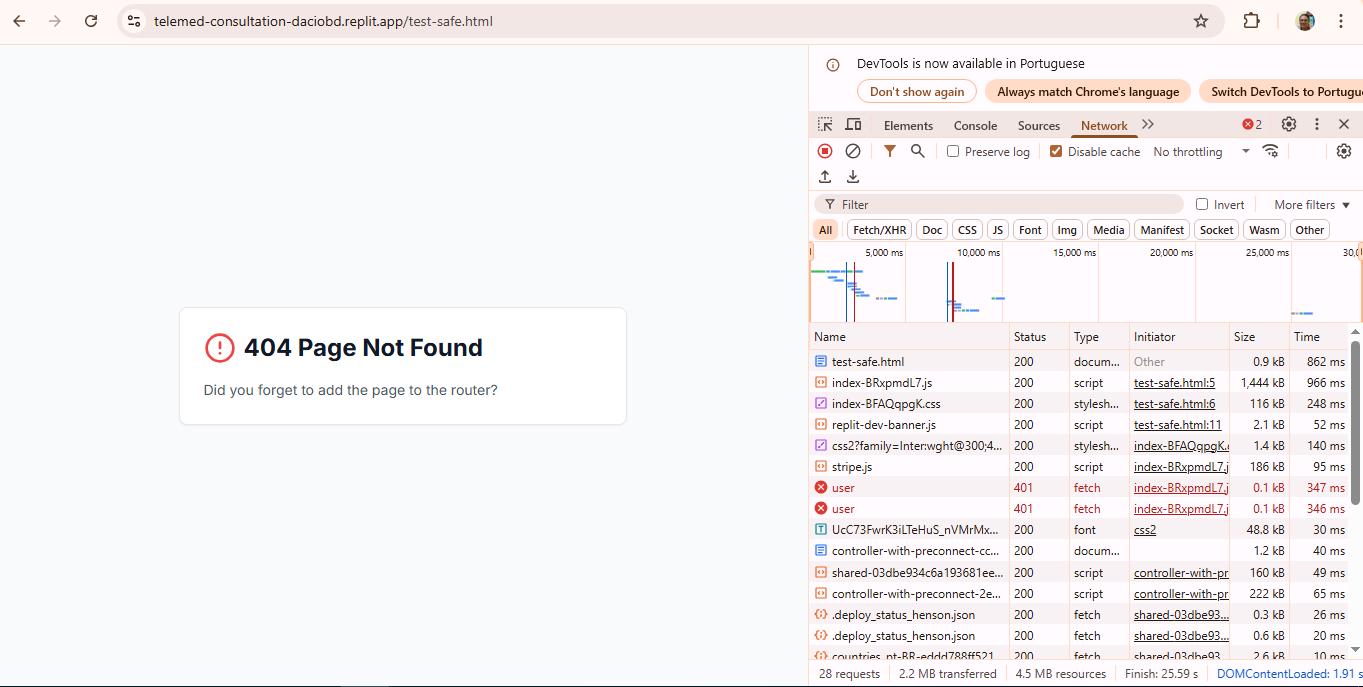 telemed-consultation-daciobd.replit.app/test-safe.html
DevTools is now available in Portuguese
Don't show again Always match Chrome's language Switch DevTools to Portugu
Elements Console Sources Network 2
Preserve log Disable cache No throttling
Filter Invert More filters
All Fetch/XHR Doc CSS JS Font Img Media Manifest Socket Wasm Other
5,000 ms 10,000 ms 15,000 ms 20,000 ms 25,000 ms 30,0
404 Page Not Found
Did you forget to add the page to the router?
Name Status Type Initiator Size Time
test-safe.html 200 docum... Other 0.9 kB 862 ms
index-BRxpmdL7.js 200 script test-safe.html:5 1,444 kB 966 ms
index-BFAQqpgK.css 200 stylesh... test-safe.html:6 116 kB 248 ms
replit-dev-banner.js 200 script test-safe.html:11 2.1 kB 52 ms
css2?family=Inter:wght@300;4... 200 stylesh... index-BFAQqpgK. 1.4 kB 140 ms
stripe.js 200 script index-BRxpmdL7.j 186 kB 95 ms
user 401 fetch index-BRxpmdL7.j 0.1 kB 347 ms
user 401 fetch index-BRxpmdL7.j 0.1 kB 346 ms
UcC73FwrK3iLTeHuS_nVMrMx... 200 font css2 48.8 kB 30 ms
controller-with-preconnect-cc... 200 docum... 1.2 kB 40 ms
shared-03dbe934c6a193681ee... 200 script controller-with-pr 160 kB 49 ms
controller-with-preconnect-2e... 200 script controller-with-pr 222 kB 65 ms
.deploy_status_henson.json 200 fetch shared-03dbe93... 0.3 kB 26 ms
.deploy_status_henson.json 200 fetch shared-03dbe93... 0.6 kB 20 ms
countries_pt-BR-eddd788ff521... 200 fetch shared-03dbe93... 2.6 kB 10 ms
28 requests 2.2 MB transferred 4.5 MB resources Finish: 25.59 s DOMContentLoaded: 1.91 s